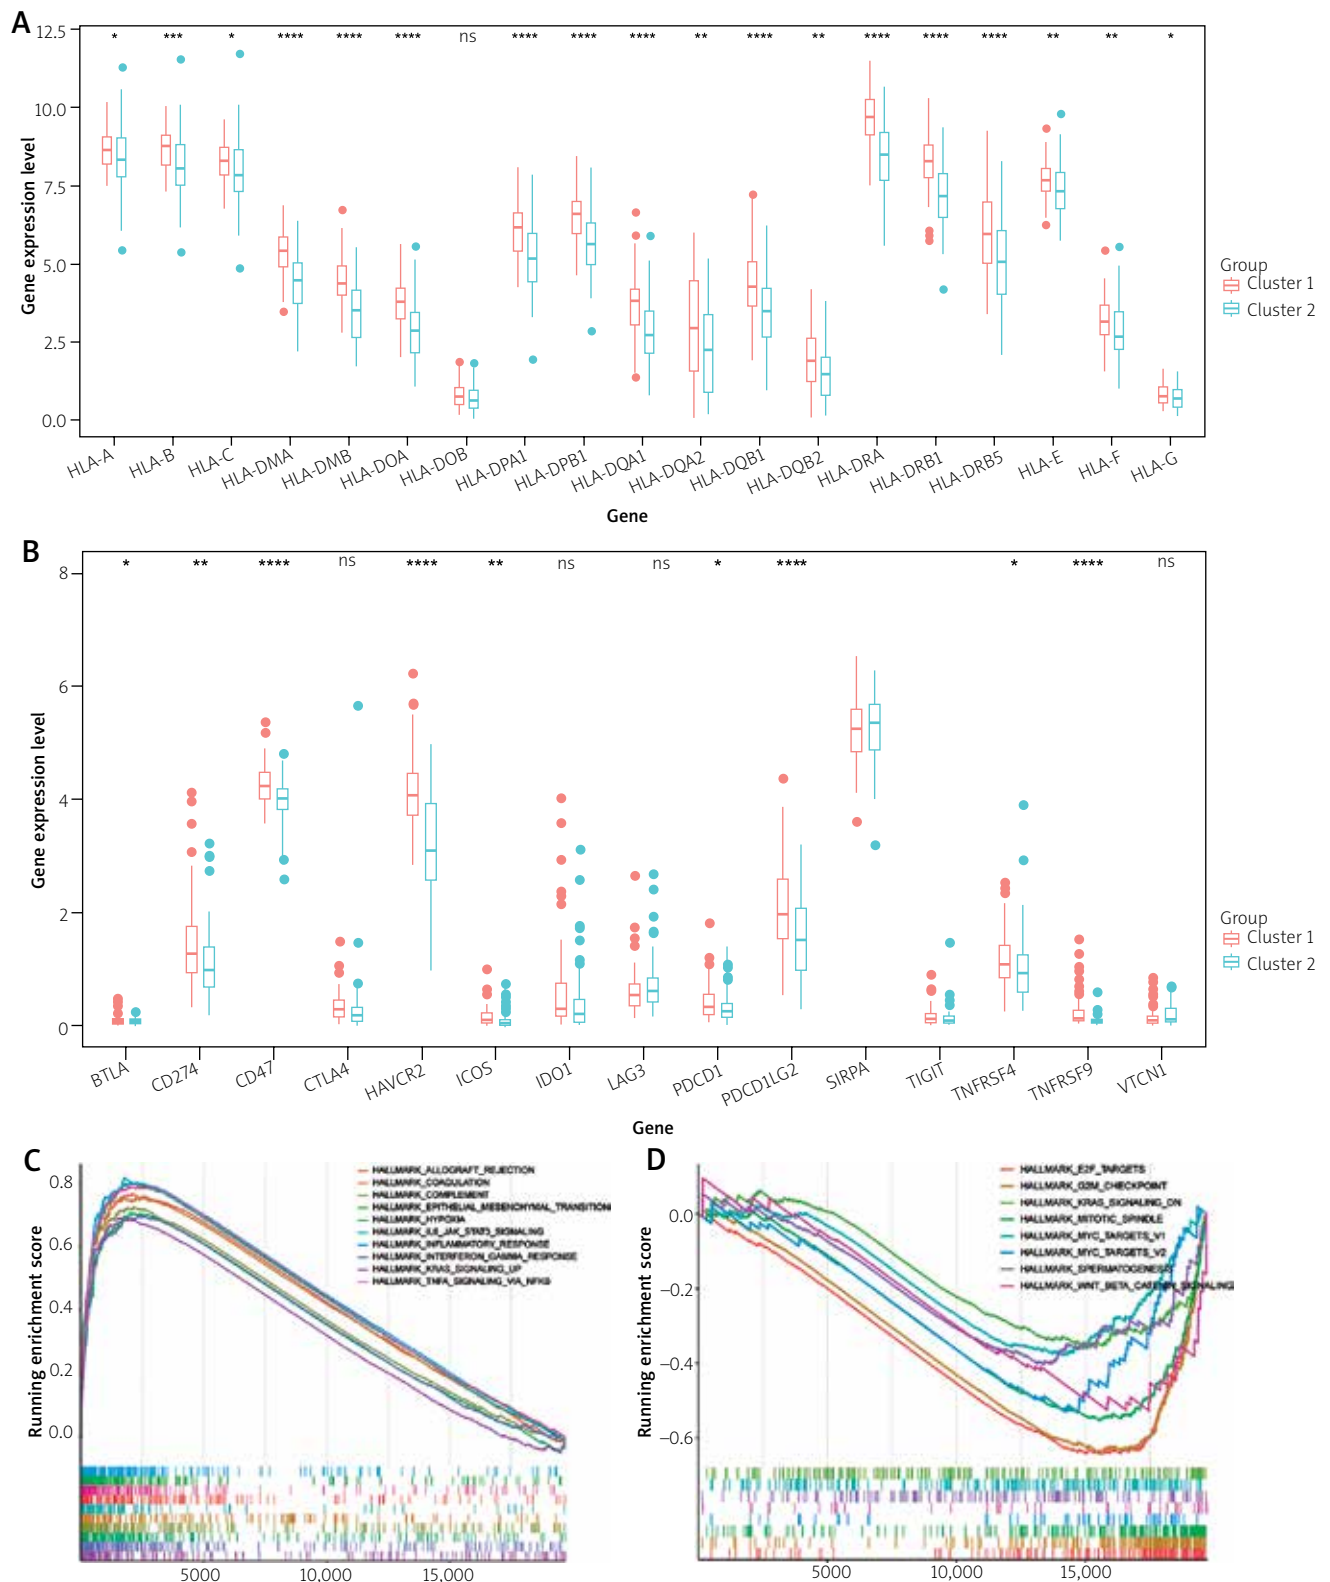 A
12.5
10.0
7.5
5.0
2.5
0.0
Gene expression level
* *** * **** **** **** ns **** **** **** ** **** ** **** **** **** ** ** *
HLA-A HLA-B HLA-C HLA-DMA HLA-DMB HLA-DOA HLA-DOB HLA-DPA1 HLA-DPB1 HLA-DQA1 HLA-DQA2 HLA-DQB1 HLA-DQB2 HLA-DRA HLA-DRB1 HLA-DRB5 HLA-E HLA-F HLA-G
Gene
Group
Cluster 1
Cluster 2
B
8
6
4
2
0
Gene expression level
* ** **** ns **** ** ns ns * **** * **** ns
BTLA CD274 CD47 CTLA4 HAVCR2 ICOS IDO1 LAG3 PDCD1 PDCD1LG2 SIRPA TIGIT TNFRSF4 TNFRSF9 VTCN1
Gene
Group
Cluster 1
Cluster 2
C
0.8
0.6
0.4
0.2
0.0
Running enrichment score
HALLMARK_ALLOGRAFT_REJECTION
HALLMARK_COAGULATION
HALLMARK_COMPLEMENT
HALLMARK_EPITHELIAL_MESENCHYMAL_TRANSITION
HALLMARK_HYPOXIA
HALLMARK_IL6_JAK_STAT3_SIGNALING
HALLMARK_INFLAMMATORY_RESPONSE
HALLMARK_INTERFERON_GAMMA_RESPONSE
HALLMARK_KRAS_SIGNALING_UP
HALLMARK_TNFA_SIGNALING_VIA_NFKB
5000 10,000 15,000
D
0.0
−0.2
−0.4
−0.6
Running enrichment score
HALLMARK_E2F_TARGETS
HALLMARK_G2M_CHECKPOINT
HALLMARK_KRAS_SIGNALING_DN
HALLMARK_MITOTIC_SPINDLE
HALLMARK_MYC_TARGETS_V1
HALLMARK_MYC_TARGETS_V2
HALLMARK_SPERMATOGENESIS
HALLMARK_WNT_BETA_CATENIN_SIGNALING
5000 10,000 15,000